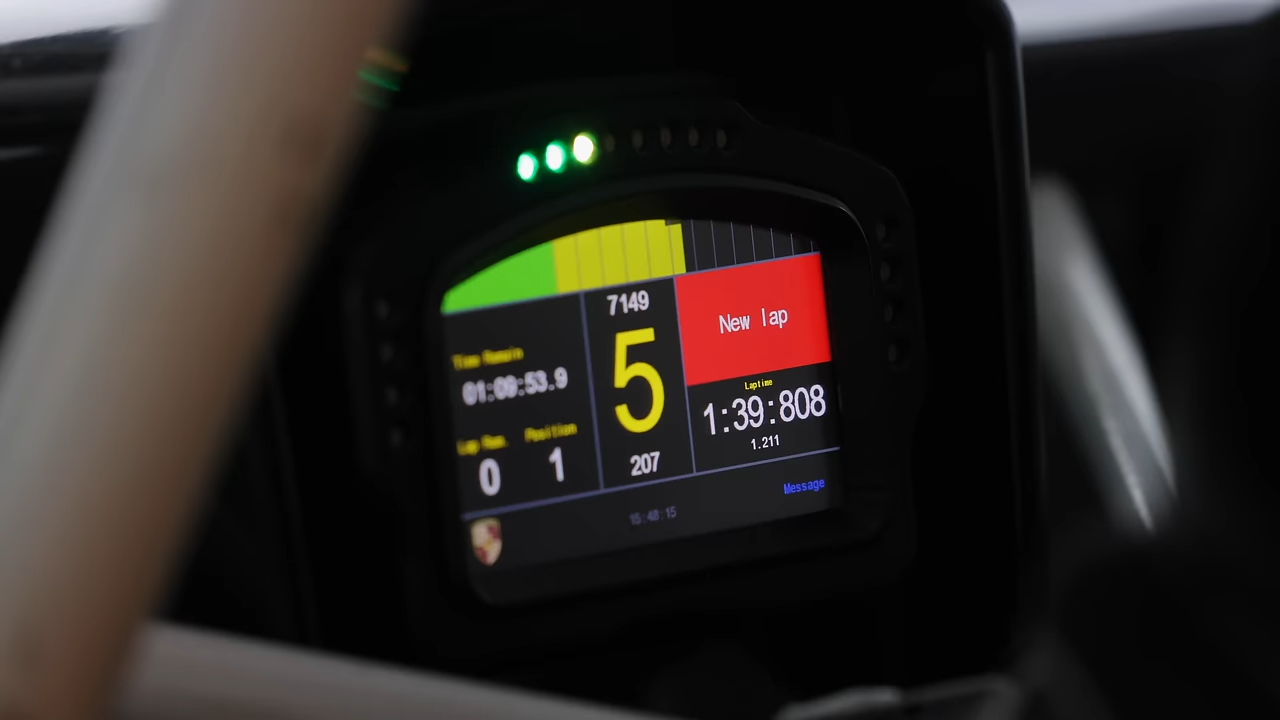 7149
New lap
Time Remain
01:09:53.9
5
Laptime
1:39:808
1.211
Lap Rem.
Position
0
1
207
Message
15:48:15